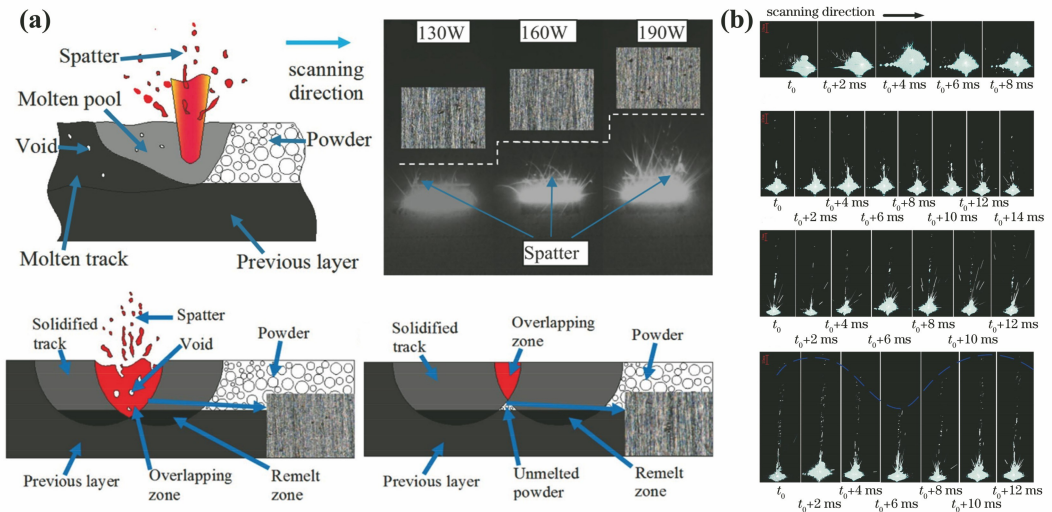 (a)
Spatter
Molten pool
Void
scanning
direction
Powder
Molten track
Previous layer
130W
160W
190W
Spatter
Solidified
track
Spatter
Void
Powder
Previous layer
Overlapping
zone
Remelt
zone
Solidified
track
Overlapping
zone
Powder
Previous layer
Unmelted
powder
Remelt
zone
(b)
scanning direction
t0 t0+2 ms t0+4 ms t0+6 ms t0+8 ms
t0 t0+4 ms t0+8 ms t0+12 ms
t0+2 ms t0+6 ms t0+10 ms t0+14 ms
t0 t0+4 ms t0+8 ms t0+12 ms
t0+2 ms t0+6 ms t0+10 ms
t0 t0+4 ms t0+8 ms t0+12 ms
t0+2 ms t0+6 ms t0+10 ms